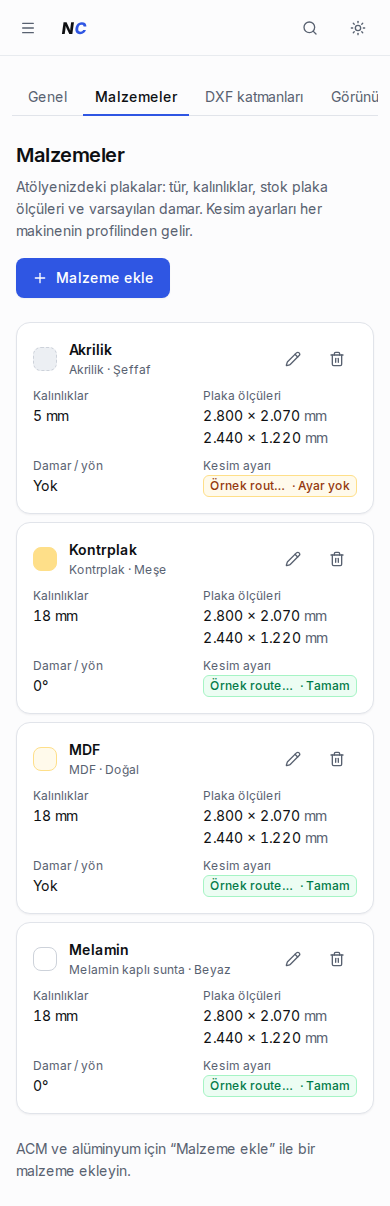 NC
Genel Malzemeler DXF katmanları Görünü
Malzemeler
Atölyenizdeki plakalar: tür, kalınlıklar, stok plaka
ölçüleri ve varsayılan damar. Kesim ayarları her
makinenin profilinden gelir.
+ Malzeme ekle
Akrilik
Akrilik · Şeffaf
Kalınlıklar Plaka ölçüleri
5 mm 2.800 × 2.070 mm
2.440 × 1.220 mm
Damar / yön Kesim ayarı
Yok Örnek rout… · Ayar yok
Kontrplak
Kontrplak · Meşe
Kalınlıklar Plaka ölçüleri
18 mm 2.800 × 2.070 mm
2.440 × 1.220 mm
Damar / yön Kesim ayarı
0° Örnek route… · Tamam
MDF
MDF · Doğal
Kalınlıklar Plaka ölçüleri
18 mm 2.800 × 2.070 mm
2.440 × 1.220 mm
Damar / yön Kesim ayarı
Yok Örnek route… · Tamam
Melamin
Melamin kaplı sunta · Beyaz
Kalınlıklar Plaka ölçüleri
18 mm 2.800 × 2.070 mm
2.440 × 1.220 mm
Damar / yön Kesim ayarı
0° Örnek route… · Tamam
ACM ve alüminyum için “Malzeme ekle” ile bir
malzeme ekleyin.